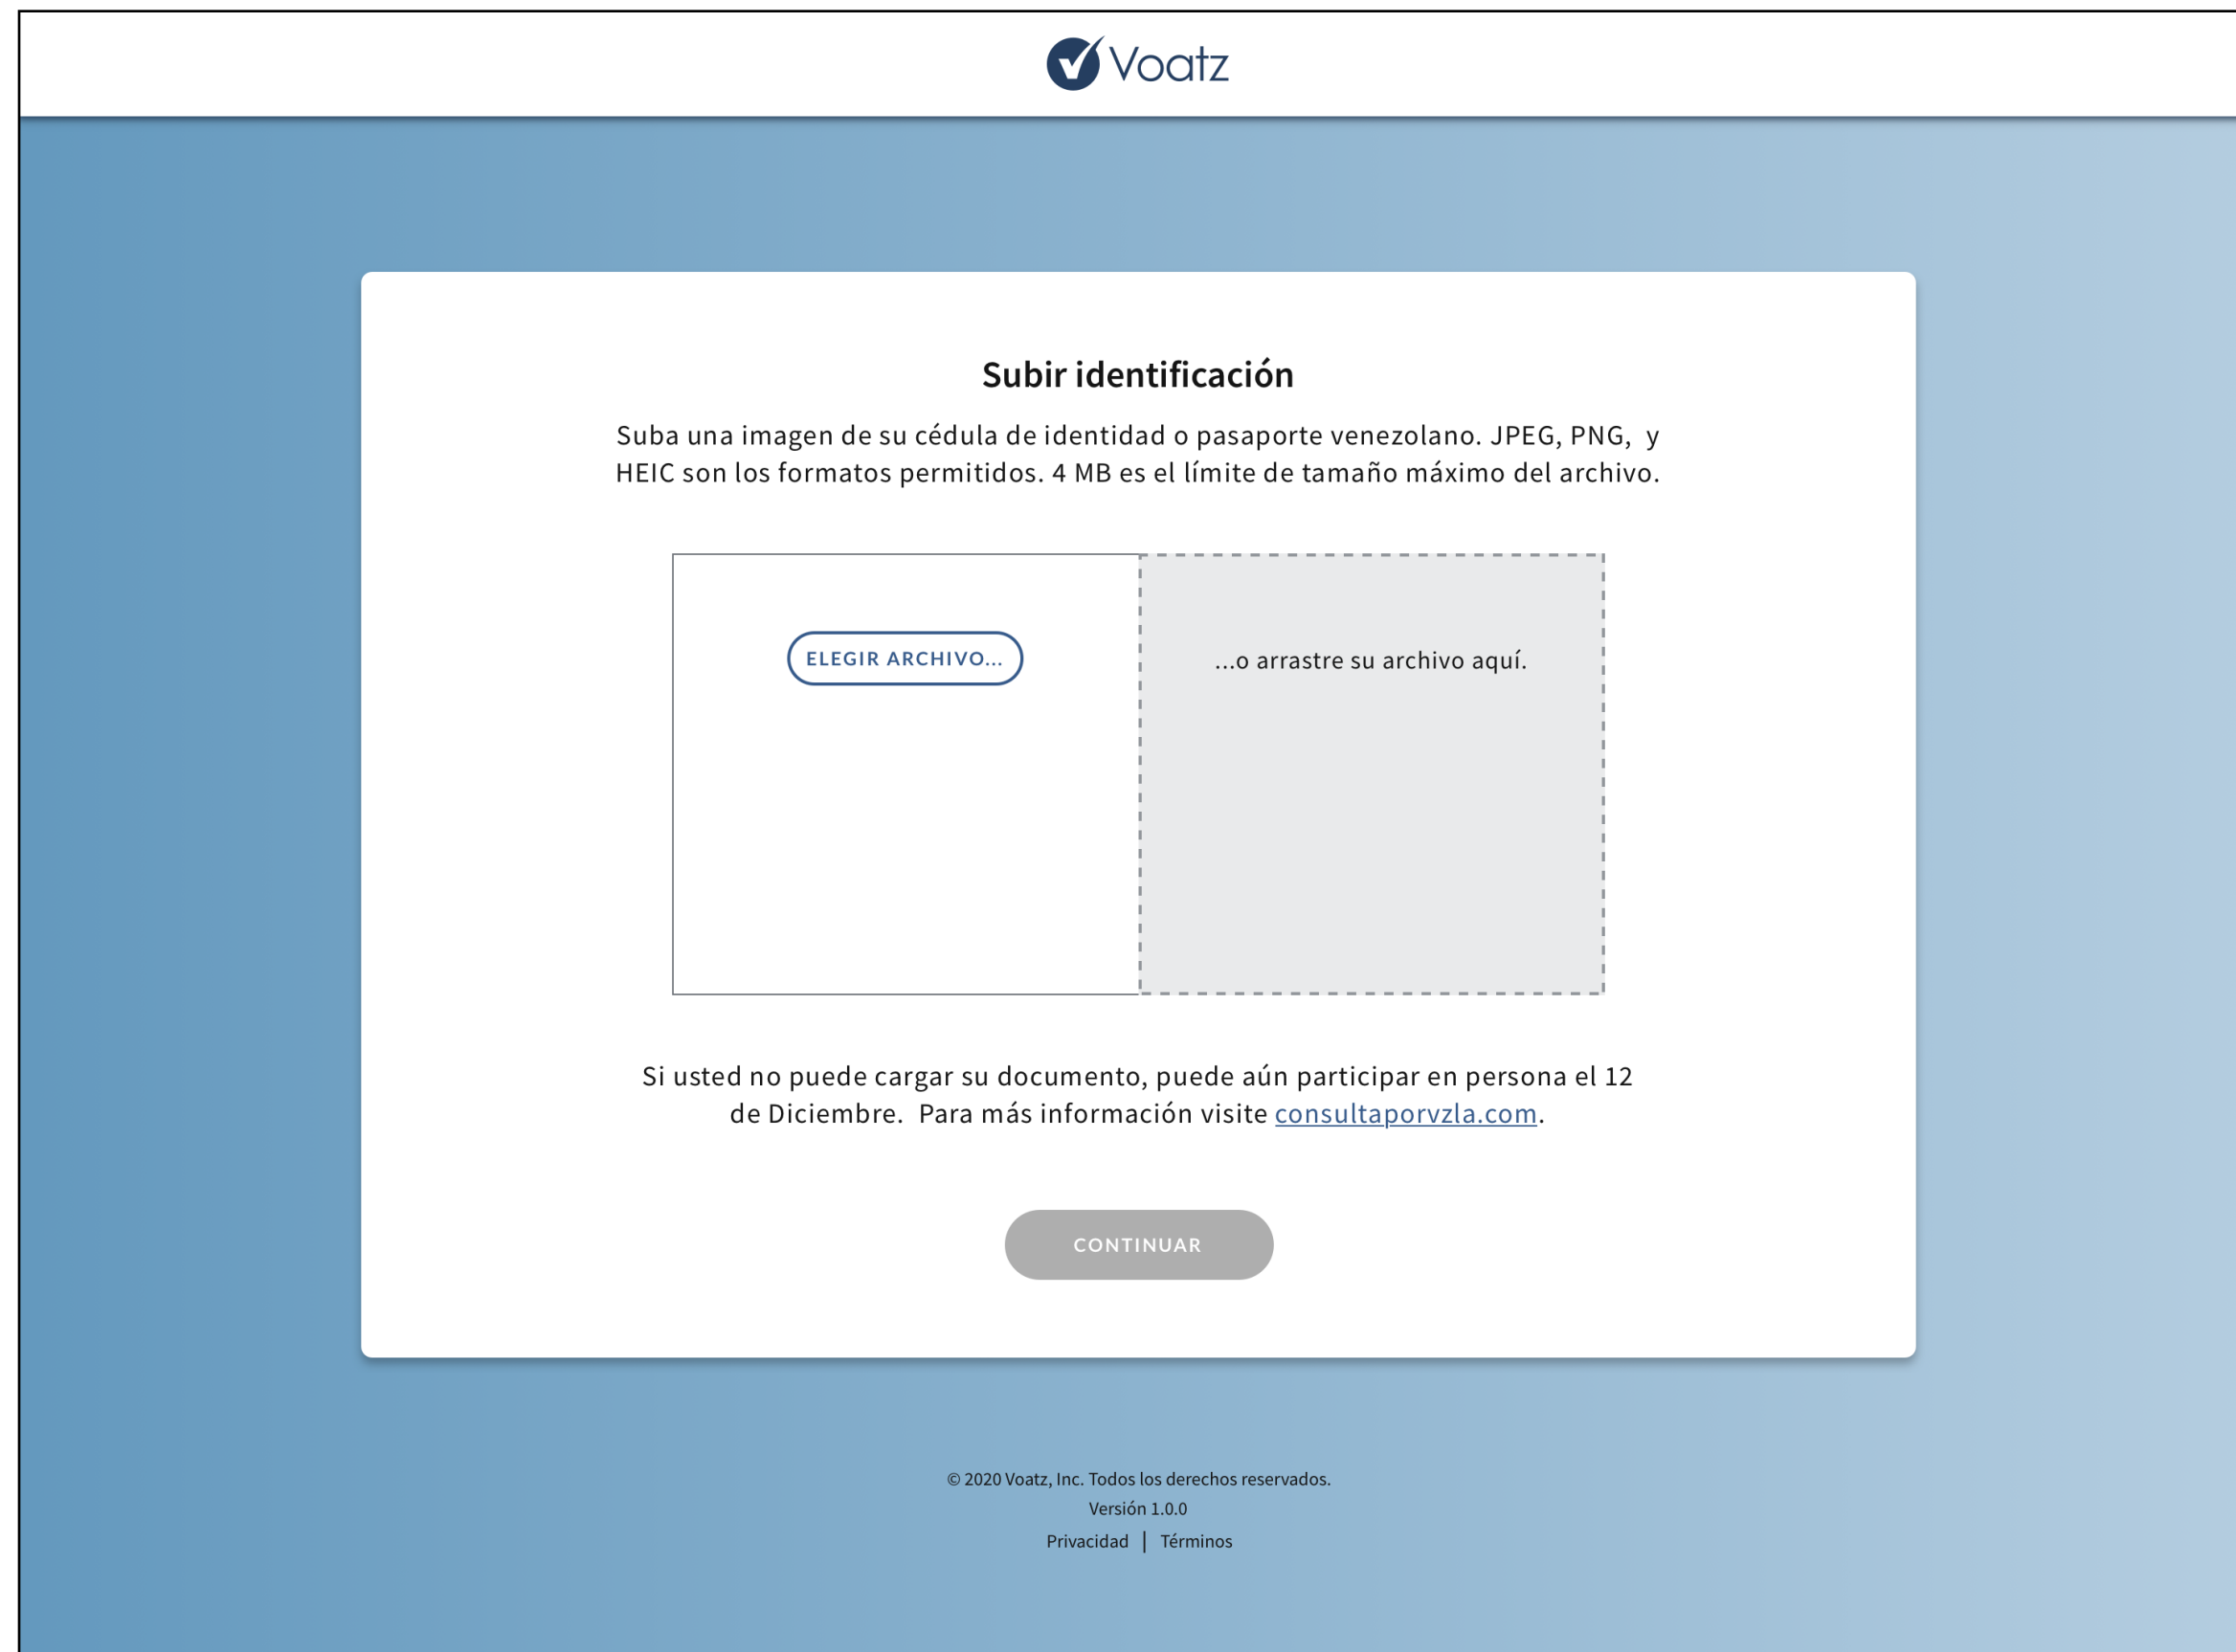 Voatz
Subir identificación
Suba una imagen de su cédula de identidad o pasaporte venezolano. JPEG, PNG, y
HEIC son los formatos permitidos. 4 MB es el límite de tamaño máximo del archivo.
ELEGIR ARCHIVO...
...o arrastre su archivo aquí.
Si usted no puede cargar su documento, puede aún participar en persona el 12
de Diciembre. Para más información visite consultaporvzla.com.
CONTINUAR
© 2020 Voatz, Inc. Todos los derechos reservados.
Versión 1.0.0
Privacidad | Términos